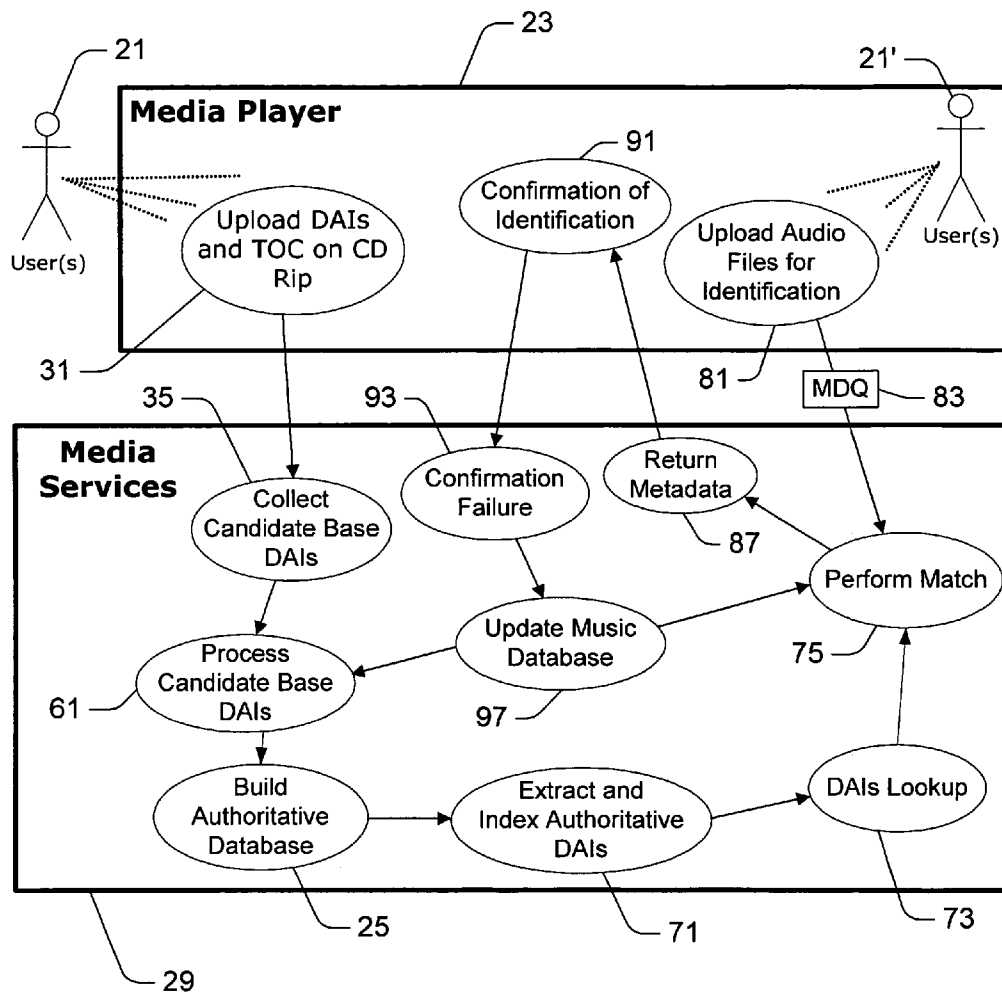 21
23
21'
Media Player
91
Confirmation of
Identification
Upload DAIs
and TOC on CD
Rip
Upload Audio
Files for
Identification
User(s)
User(s)
31
81
MDQ
83
35
93
Media
Services
Collect
Candidate Base
DAIs
Confirmation
Failure
Return
Metadata
87
Perform Match
75
Process
Candidate Base
DAIs
61
Update Music
Database
97
Build
Authoritative
Database
Extract and
Index Authoritative
DAIs
DAIs Lookup
25
71
73
29